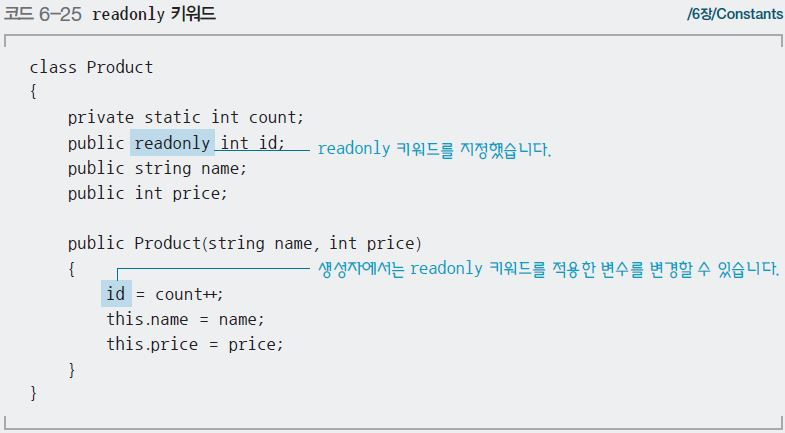 코드 6-25 readonly 키워드 /6장/Constants
class Product
{
private static int count;
public readonly int id; readonly 키워드를 지정했습니다.
public string name;
public int price;
public Product(string name, int price)
{ 생성자에서는 readonly 키워드를 적용한 변수를 변경할 수 있습니다.
id = count++;
this.name = name;
this.price = price;
}
}